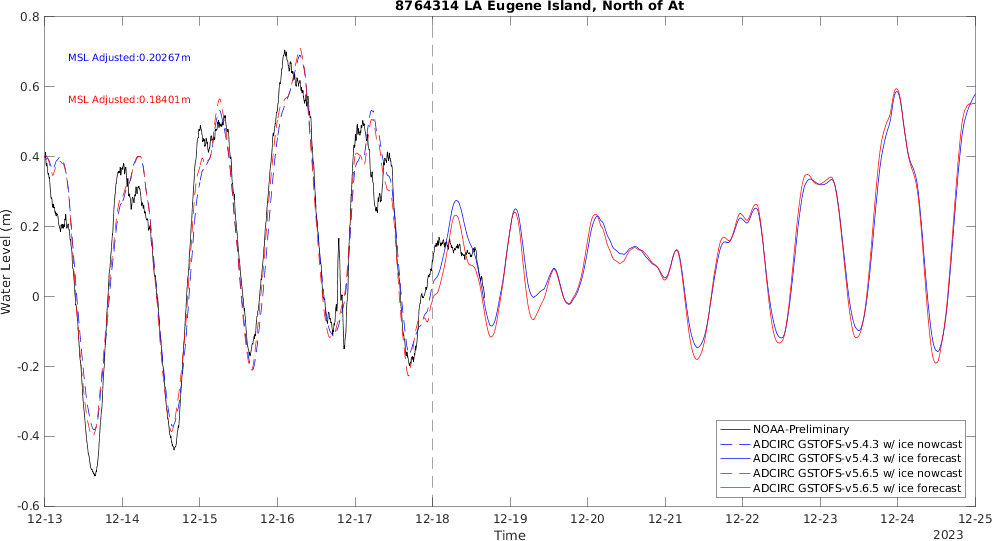 8764314 LA Eugene Island, North of At
0.8
0.6
0.4
0.2
0
-0.2
-0.4
-0.6
Water Level (m)
MSL Adjusted:0.20267m
MSL Adjusted:0.18401m
NOAA-Preliminary
ADCIRC GSTOFS-v5.4.3 w/ ice nowcast
ADCIRC GSTOFS-v5.4.3 w/ ice forecast
ADCIRC GSTOFS-v5.6.5 w/ ice nowcast
ADCIRC GSTOFS-v5.6.5 w/ ice forecast
12-13 12-14 12-15 12-16 12-17 12-18 12-19 12-20 12-21 12-22 12-23 12-24 12-25
Time
2023